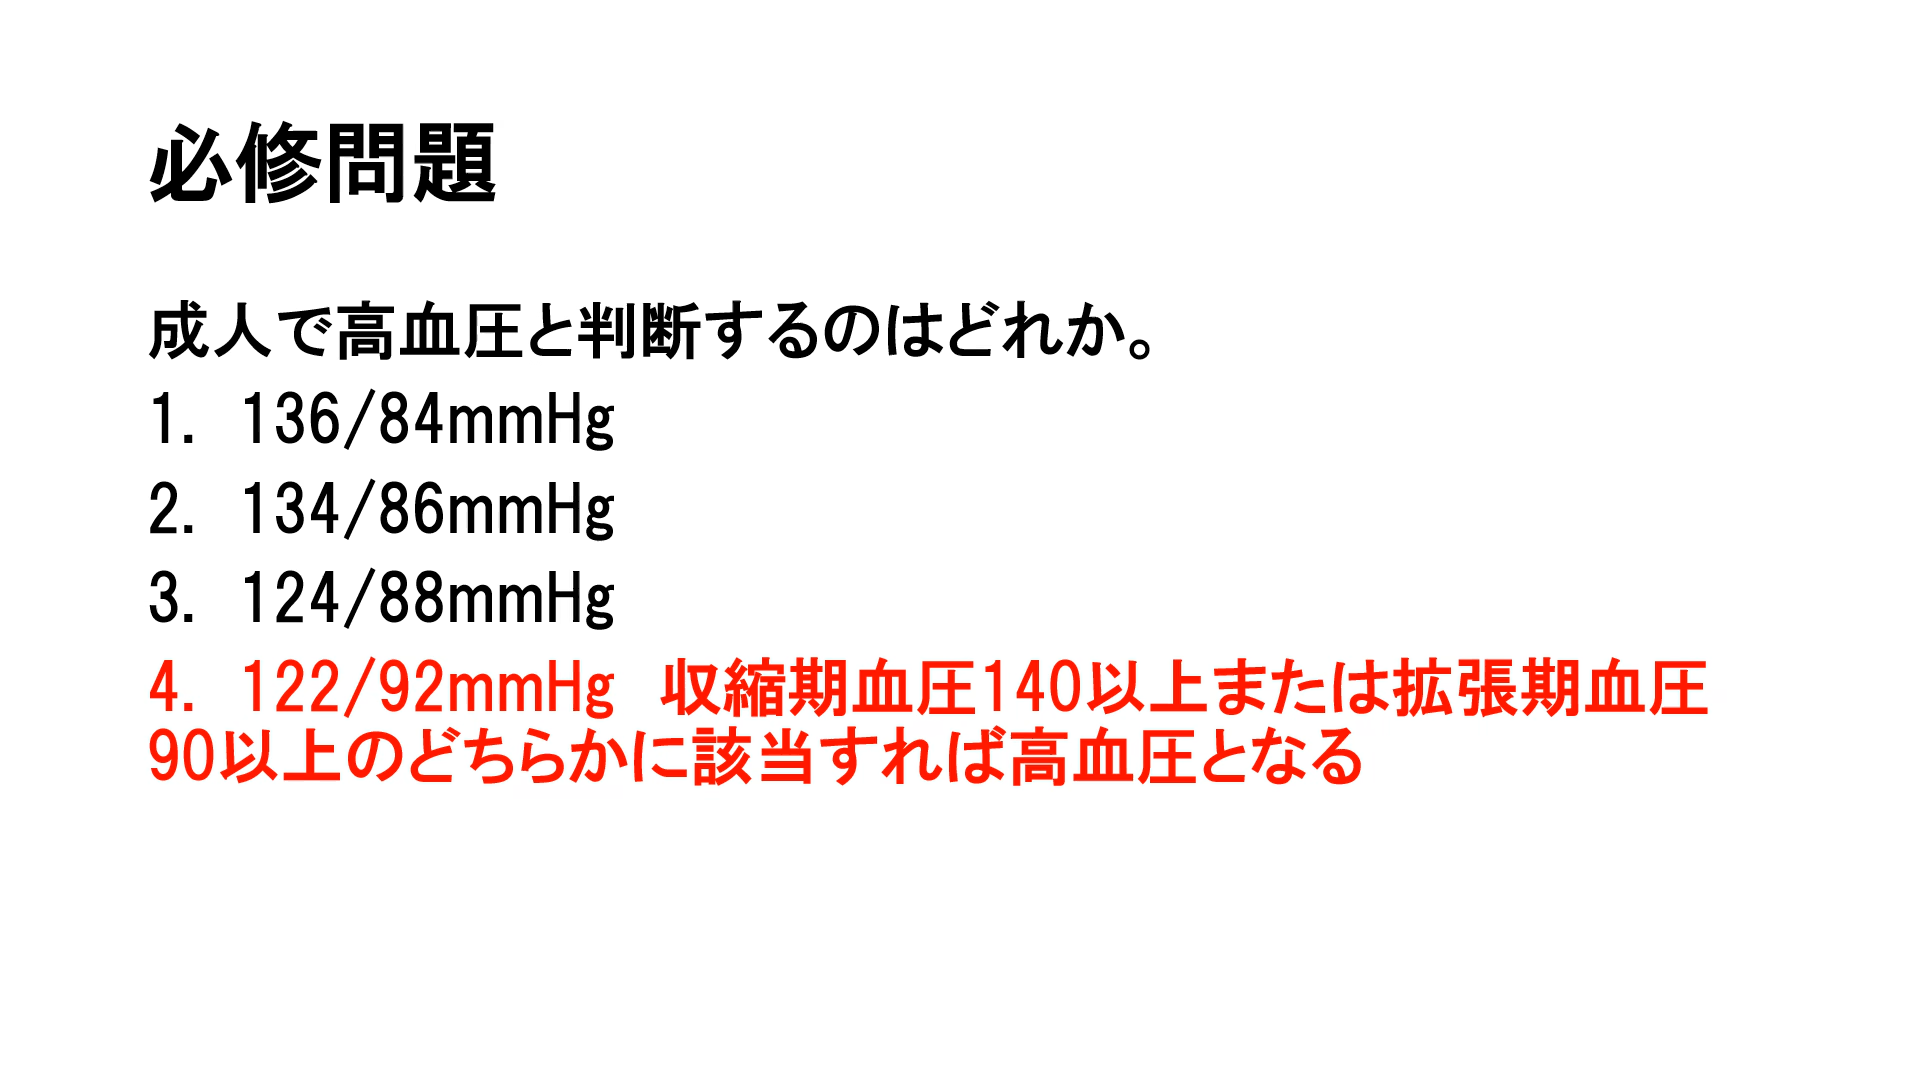 必修問題
成人で高血圧と判断するのはどれか。
1. 136/84mmHg
2. 134/86mmHg
3. 124/88mmHg
4. 122/92mmHg　収縮期血圧140以上または拡張期血圧
90以上のどちらかに該当すれば高血圧となる